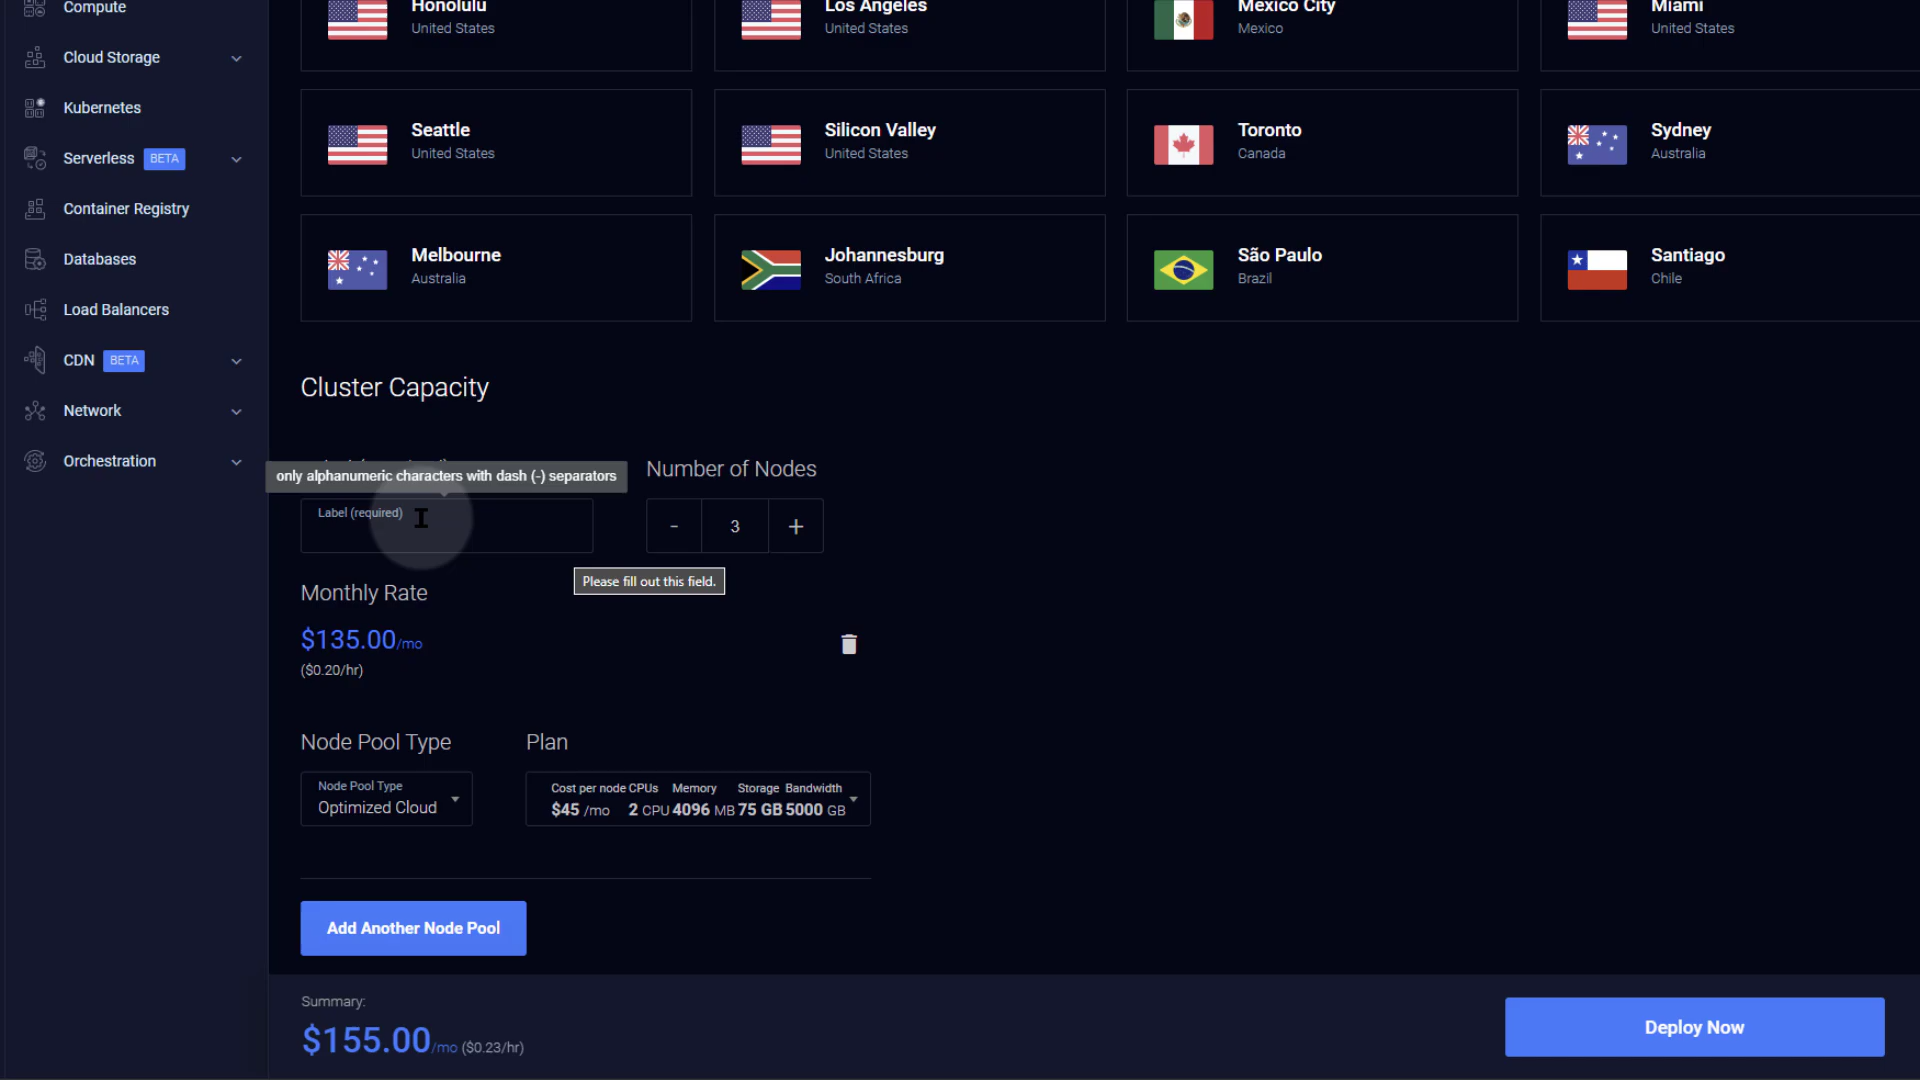 Compute
Cloud Storage
Kubernetes
Serverless BETA
Container Registry
Databases
Load Balancers
CDN BETA
Network
Orchestration
Honolulu
United States
Los Angeles
United States
Mexico City
Mexico
Miami
United States
Seattle
United States
Silicon Valley
United States
Toronto
Canada
Sydney
Australia
Melbourne
Australia
Johannesburg
South Africa
São Paulo
Brazil
Santiago
Chile
Cluster Capacity
only alphanumeric characters with dash (-) separators
Label (required)
Number of Nodes
- 3 +
Please fill out this field.
Monthly Rate
$135.00/mo
($0.20/hr)
Node Pool Type
Node Pool Type
Optimized Cloud
Plan
Cost per node CPUs Memory Storage Bandwidth
$45 /mo 2 CPU 4096 MB 75 GB 5000 GB
Add Another Node Pool
Summary:
$155.00/mo ($0.23/hr)
Deploy Now